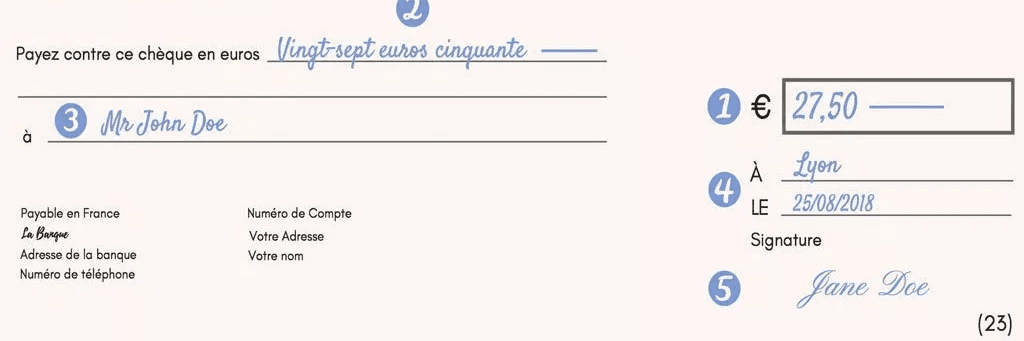 2
Payez contre ce chèque en euros Vingt-sept euros cinquante
1 € 27,50
à 3 Mr John Doe
4 À Lyon
LE 25/08/2018
Payable en France
La Banque
Adresse de la banque
Numéro de téléphone
Numéro de Compte
Votre Adresse
Votre nom
Signature
5 Jane Doe
(23)